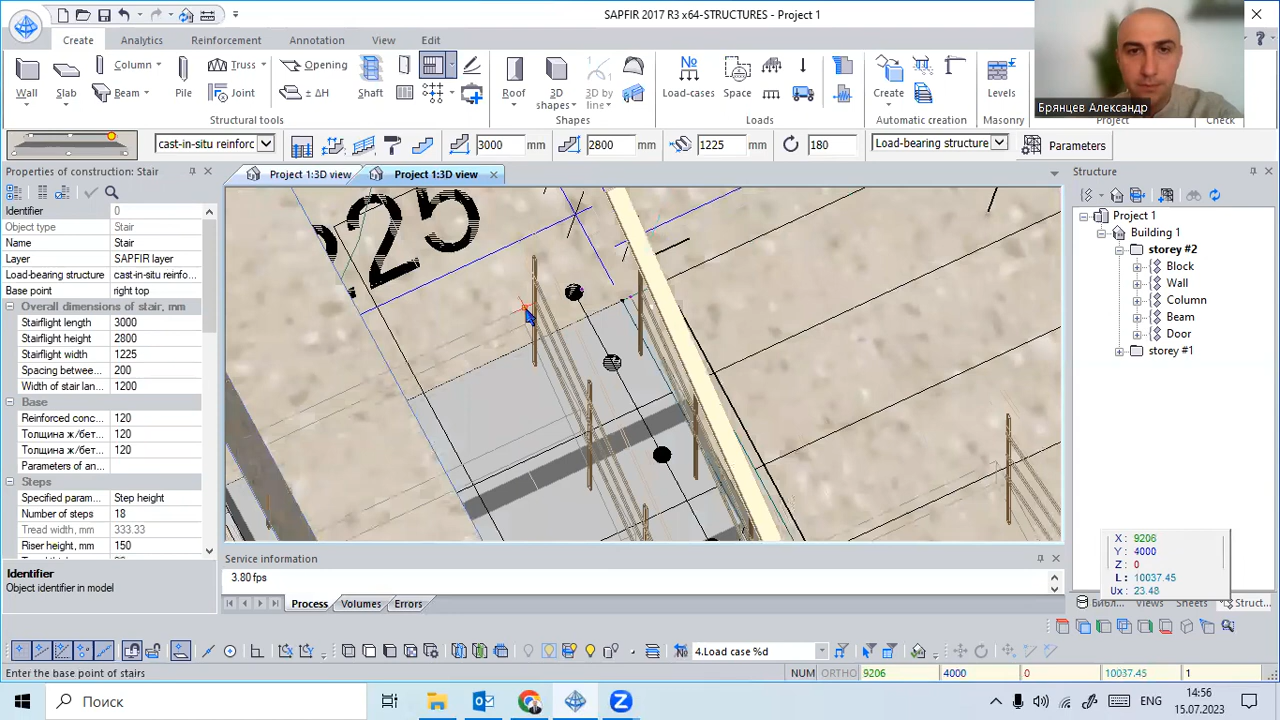 SAPFIR 2017 R3 x64-STRUCTURES - Project 1
Create Analytics Reinforcement Annotation View Edit
Wall Slab Column Beam Pile Truss Joint Opening ± ΔH Shaft
Structural tools
Roof 3D shapes 3D by line
Shapes
Load-cases Space
Loads
Create
Automatic creation
Levels
Masonry
Project
Check
Брянцев Александр
cast-in-situ reinforc 3000 mm 2800 mm 1225 mm 180 Load-bearing structure Parameters
Properties of construction: Stair
Identifier 0
Object type Stair
Name Stair
Layer SAPFIR layer
Load-bearing structure cast-in-situ reinfo...
Base point right top
Overall dimensions of stair, mm
Stairflight length 3000
Stairflight height 2800
Stairflight width 1225
Spacing betwee... 200
Width of stair lan... 1200
Base
Reinforced conc... 120
Толщина ж/бет... 120
Толщина ж/бет... 120
Parameters of an...
Steps
Specified param... Step height
Number of steps 18
Tread width, mm 333.33
Riser height, mm 150
Identifier
Object identifier in model
Project 1:3D view Project 1:3D view
25
Structure
Project 1
Building 1
storey #2
Block
Wall
Column
Beam
Door
storey #1
X: 9206
Y: 4000
Z: 0
L: 10037.45
Ux: 23.48
Библ... Views Sheets Struct...
Service information
3.80 fps
Process Volumes Errors
4.Load case %d
Enter the base point of stairs NUM ORTHO 9206 4000 0 10037.45 1
Поиск
ENG
14:56
15.07.2023